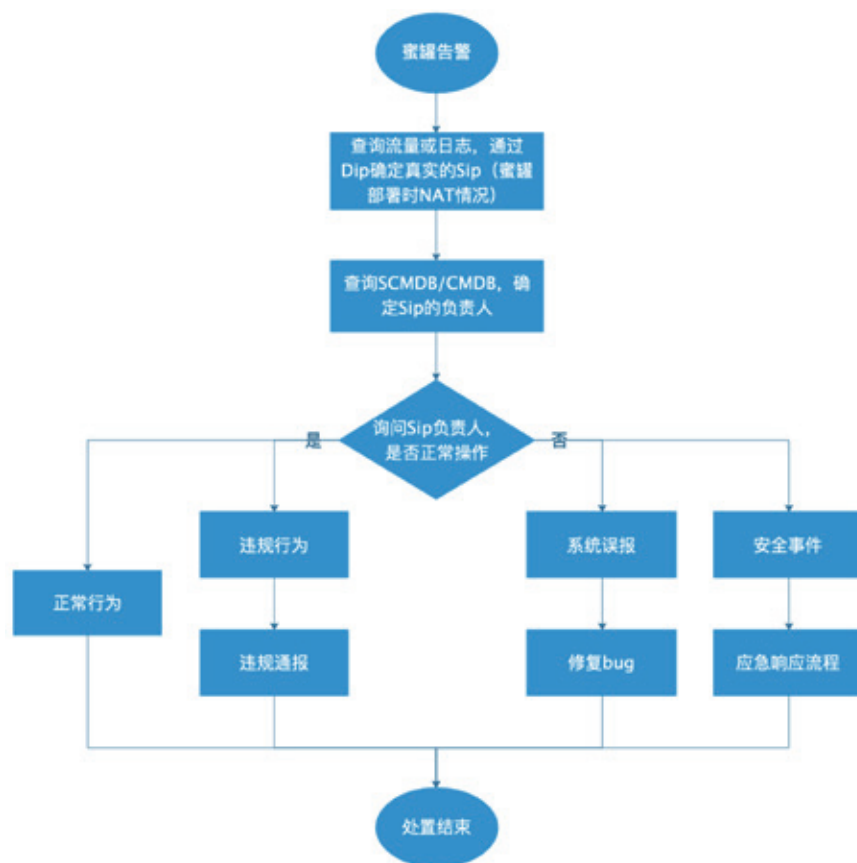 蜜罐告警
查询流量或日志，通过
Dip确定真实的Sip（蜜罐
部署时NAT情况）
查询SCMDB/CMDB，确
定Sip的负责人
询问Sip负责人，
是否正常操作
是
否
违规行为
系统误报
安全事件
正常行为
违规通报
修复bug
应急响应流程
处置结束